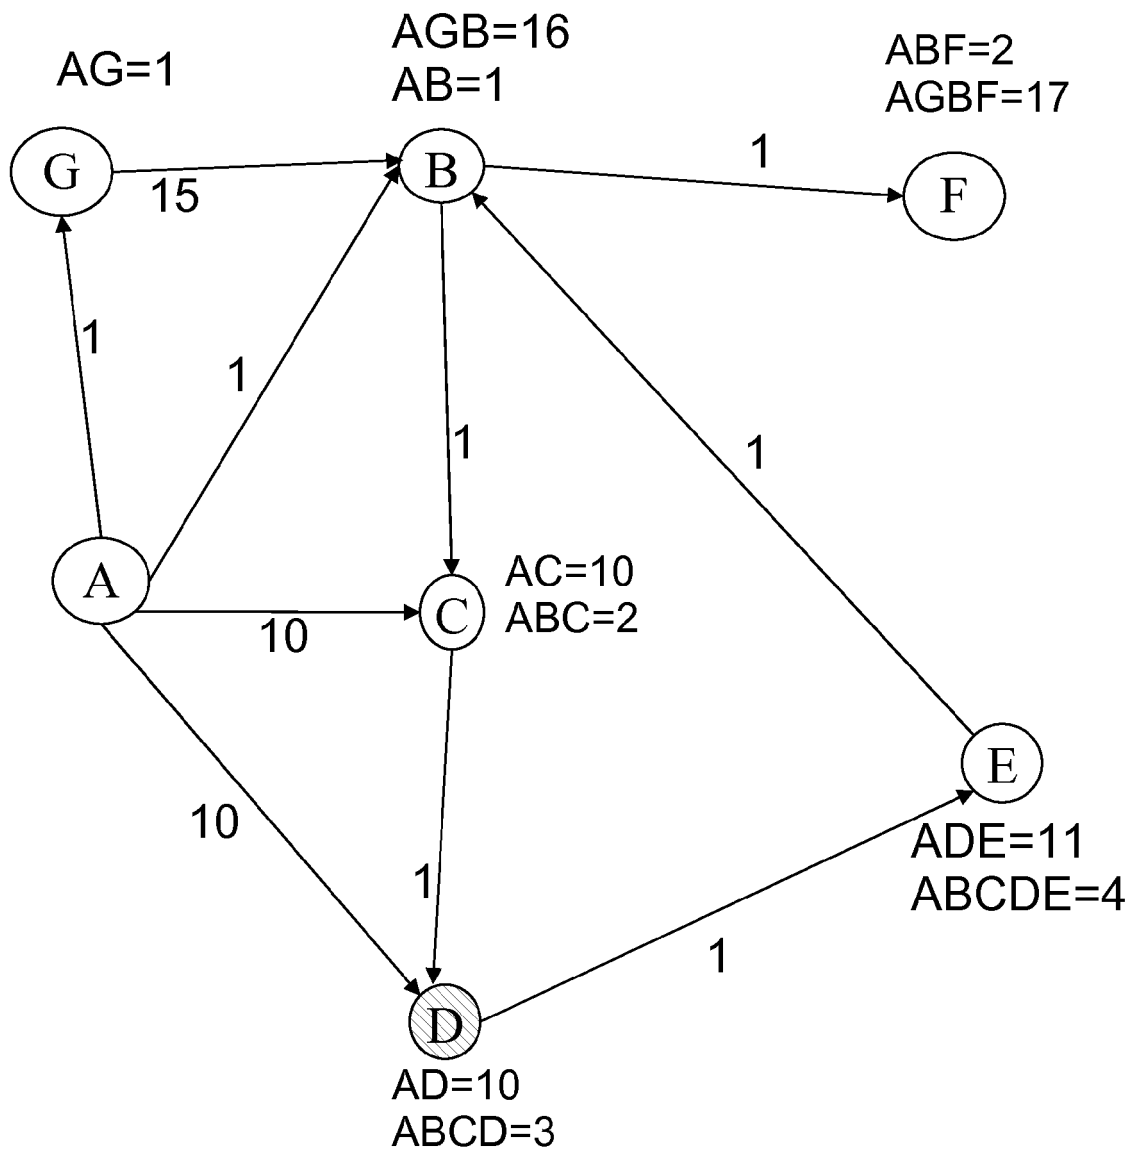 AGB=16
AB=1
ABF=2
AGBF=17
AG=1
G
15
B
1
F
1
1
1
1
A
10
C
AC=10
ABC=2
10
1
E
ADE=11
ABCDE=4
1
D
AD=10
ABCD=3